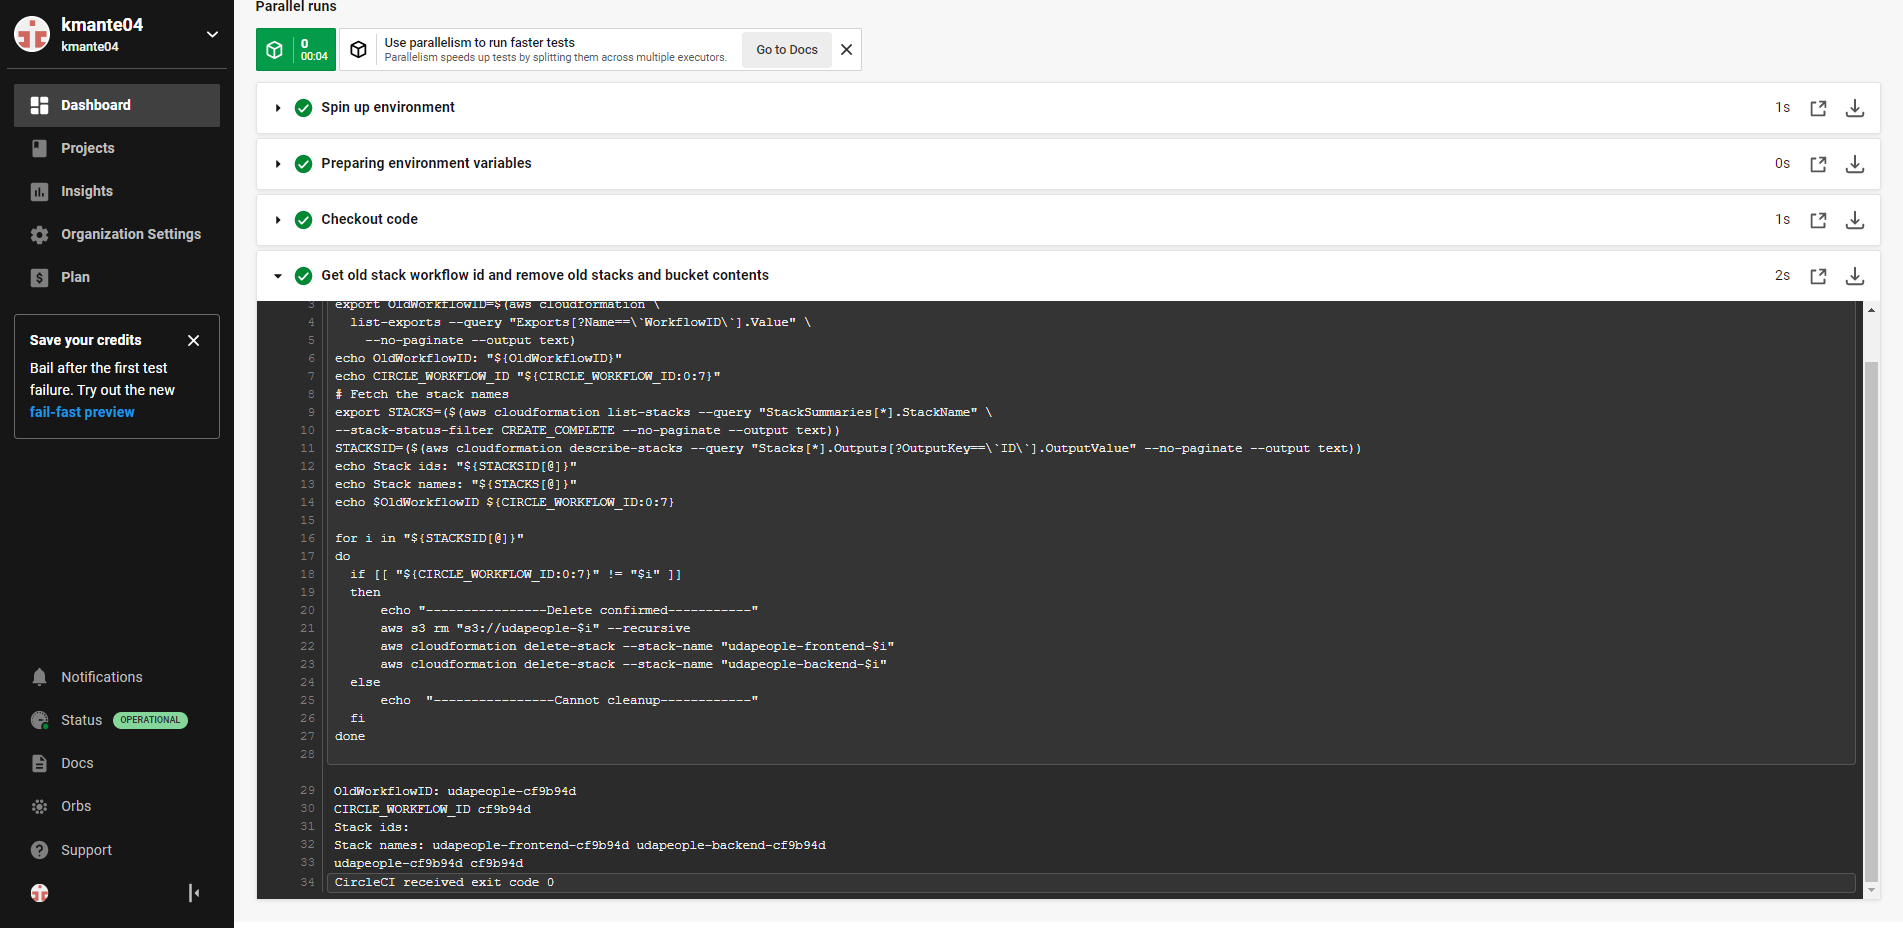 kmante04
kmante04
Dashboard
Projects
Insights
Organization Settings
Plan
Save your credits
Bail after the first test
failure. Try out the new
fail-fast preview
Notifications
Status OPERATIONAL
Docs
Orbs
Support
Parallel runs
0
00:04
Use parallelism to run faster tests
Parallelism speeds up tests by splitting them across multiple executors.
Go to Docs
Spin up environment 1s
Preparing environment variables 0s
Checkout code 1s
Get old stack workflow id and remove old stacks and bucket contents 2s
3 export OldWorkflowID=$(aws cloudformation \
4   list-exports --query "Exports[?Name==\`WorkflowID\`].Value" \
5     --no-paginate --output text)
6 echo OldWorkflowID: "${OldWorkflowID}"
7 echo CIRCLE_WORKFLOW_ID "${CIRCLE_WORKFLOW_ID:0:7}"
8 # Fetch the stack names
9 export STACKS=($(aws cloudformation list-stacks --query "StackSummaries[*].StackName" \
10 --stack-status-filter CREATE_COMPLETE --no-paginate --output text))
11 STACKSID=($(aws cloudformation describe-stacks --query "Stacks[*].Outputs[?OutputKey==\`ID\`].OutputValue" --no-paginate --output text))
12 echo Stack ids: "${STACKSID[@]}"
13 echo Stack names: "${STACKS[@]}"
14 echo $OldWorkflowID ${CIRCLE_WORKFLOW_ID:0:7}
15
16 for i in "${STACKSID[@]}"
17 do
18   if [[ "${CIRCLE_WORKFLOW_ID:0:7}" != "$i" ]]
19   then
20       echo "----------------Delete confirmed-----------"
21       aws s3 rm "s3://udapeople-$i" --recursive
22       aws cloudformation delete-stack --stack-name "udapeople-frontend-$i"
23       aws cloudformation delete-stack --stack-name "udapeople-backend-$i"
24   else
25       echo  "----------------Cannot cleanup------------"
26   fi
27 done
28
29 OldWorkflowID: udapeople-cf9b94d
30 CIRCLE_WORKFLOW_ID cf9b94d
31 Stack ids:
32 Stack names: udapeople-frontend-cf9b94d udapeople-backend-cf9b94d
33 udapeople-cf9b94d cf9b94d
34 CircleCI received exit code 0